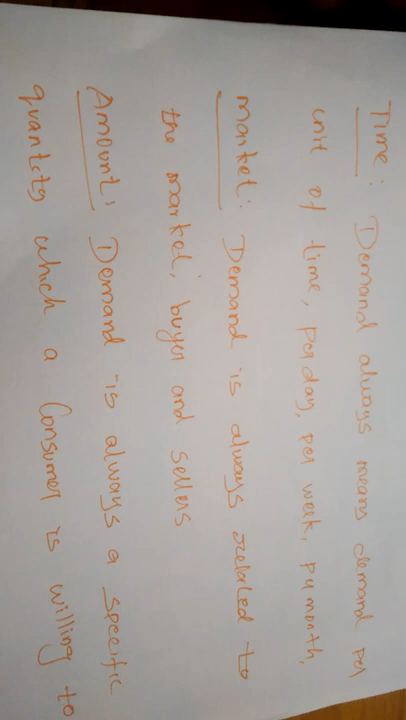 Time: Demand always means demand per
unit of time, per day, per week, per month,
market: Demand is always related to
the market, buyer and sellers
Amount: Demand is always a specific
quantity which a Consumer is willing to